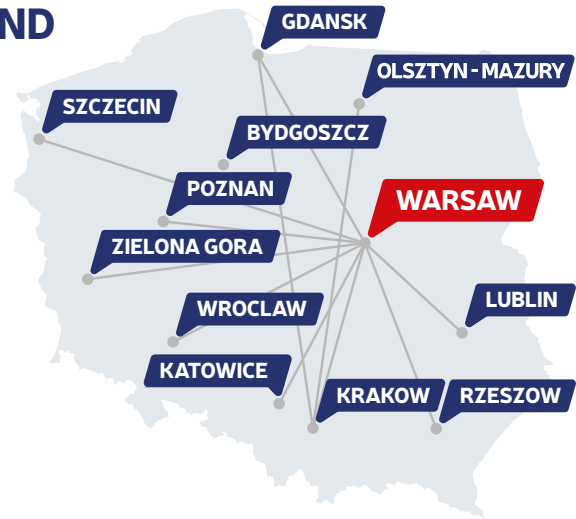 ND
GDANSK
OLSZTYN - MAZURY
SZCZECIN
BYDGOSZCZ
POZNAN
WARSAW
ZIELONA GORA
WROCLAW
LUBLIN
KATOWICE
KRAKOW
RZESZOW